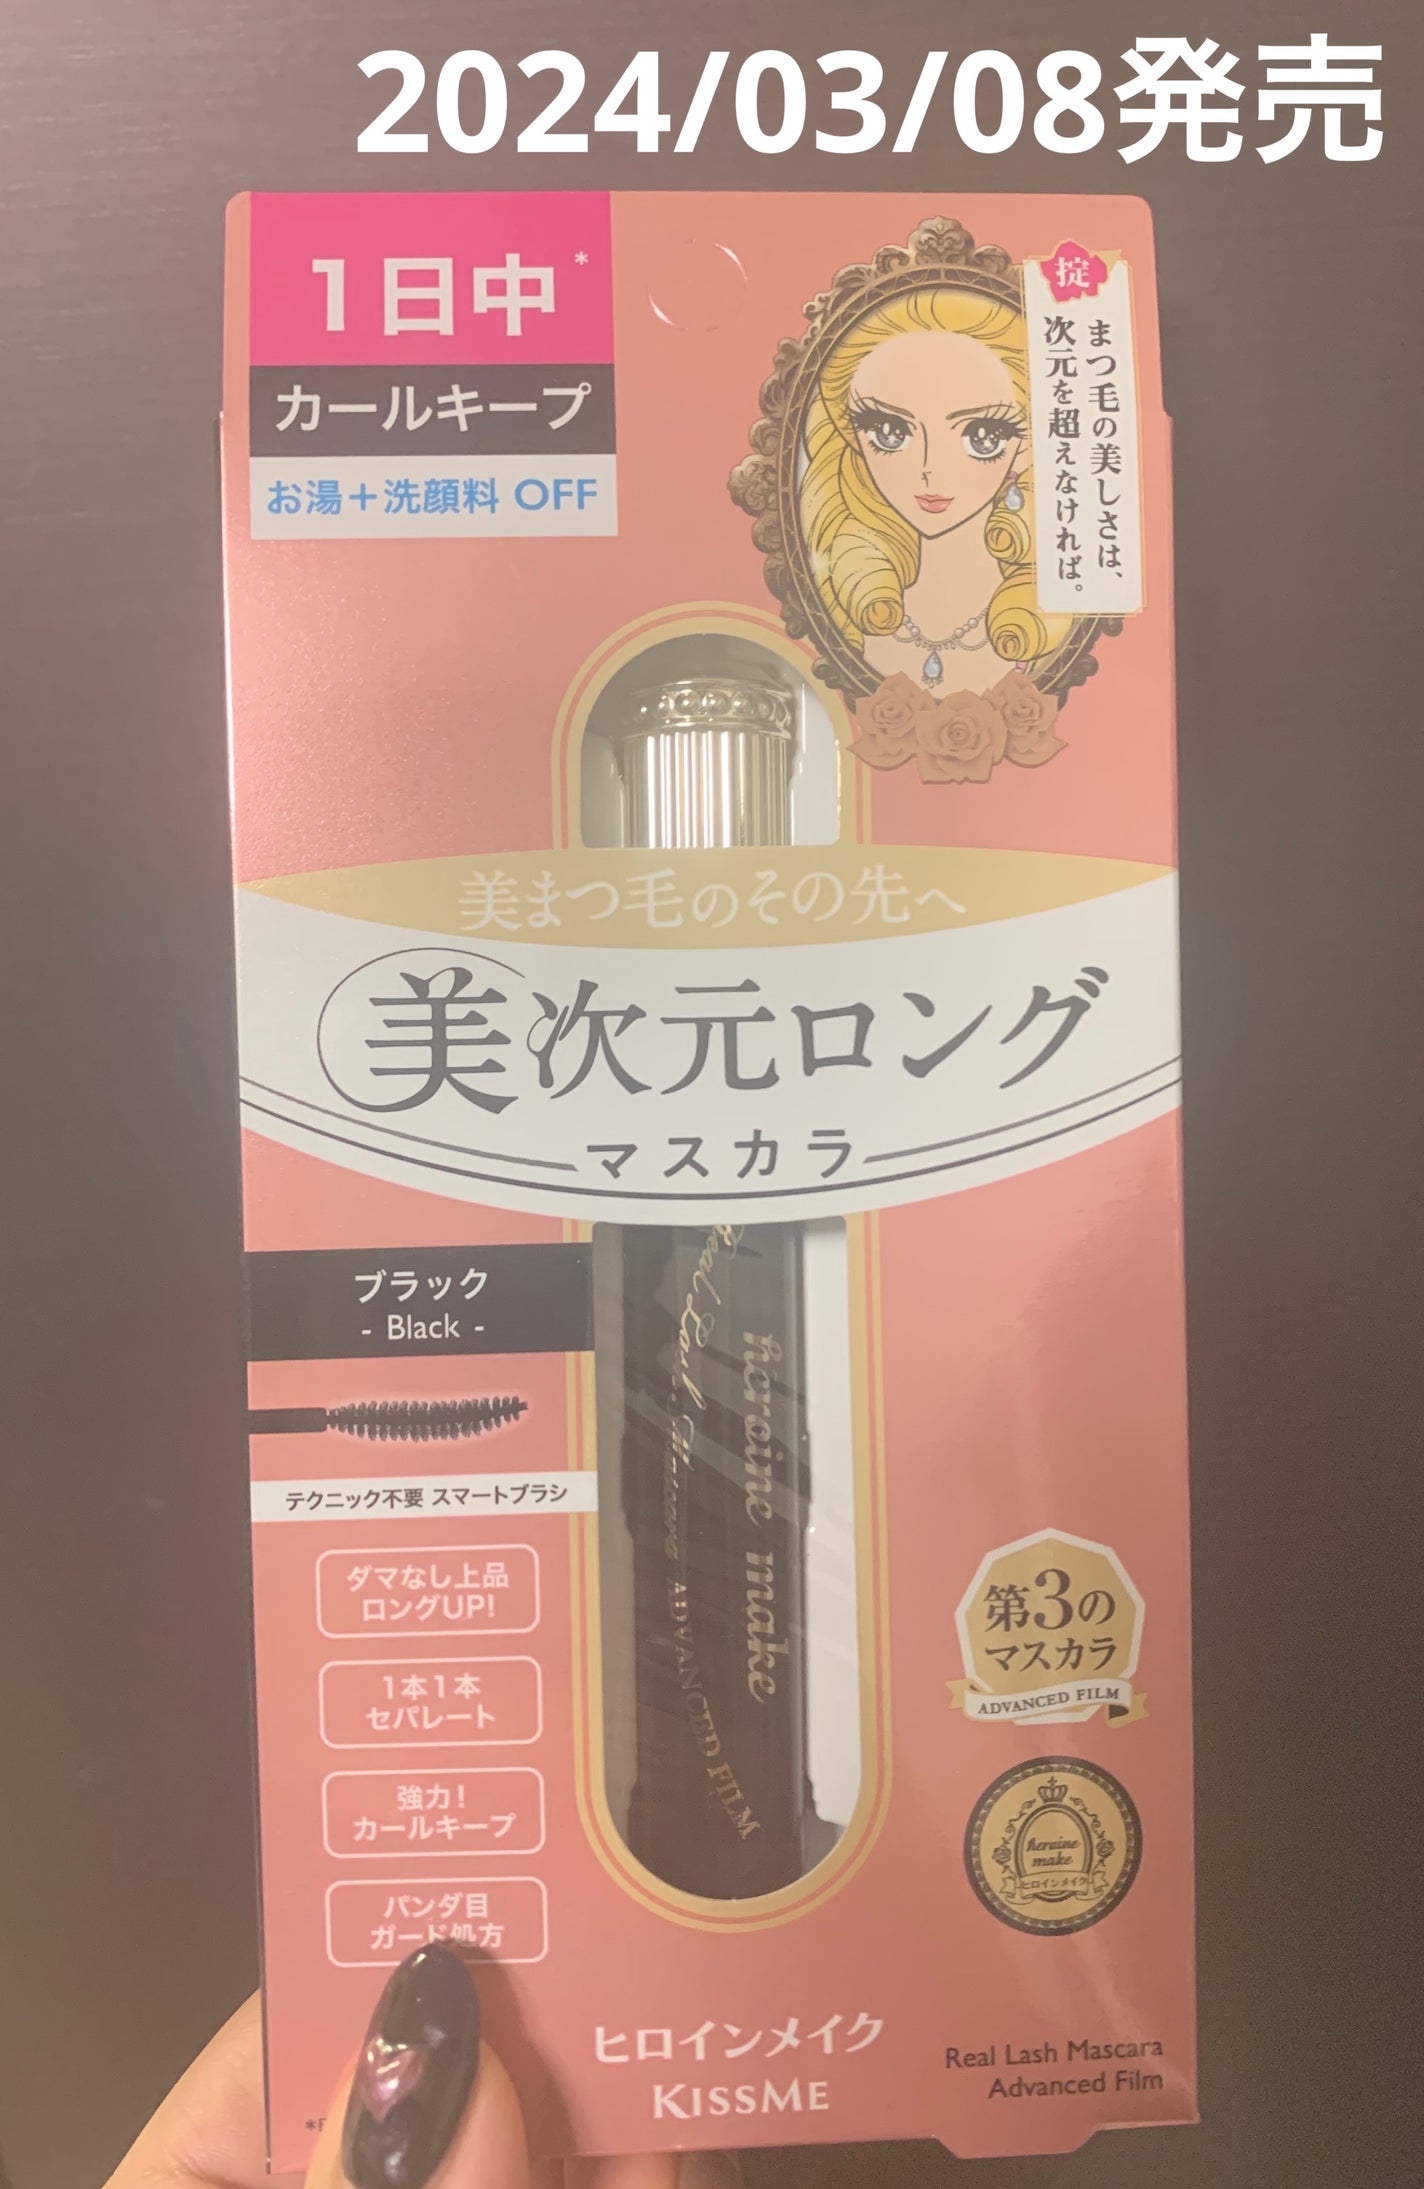 2024/03/08発売
1日中*
カールキープ
お湯＋洗顔料 OFF
掟
まつ毛の美しさは、
次元を超えなければ。
美まつ毛のその先へ
美次元ロング
マスカラ
ブラック
- Black -
テクニック不要 スマートブラシ
ダマなし上品
ロングUP!
1本1本
セパレート
強力!
カールキープ
パンダ目
ガード処方
Real Lash Mascara ADVANCED FILM
heroine make
第3の
マスカラ
ADVANCED FILM
heroine
make
ヒロインメイク
ヒロインメイク
KISSME
Real Lash Mascara
Advanced Film